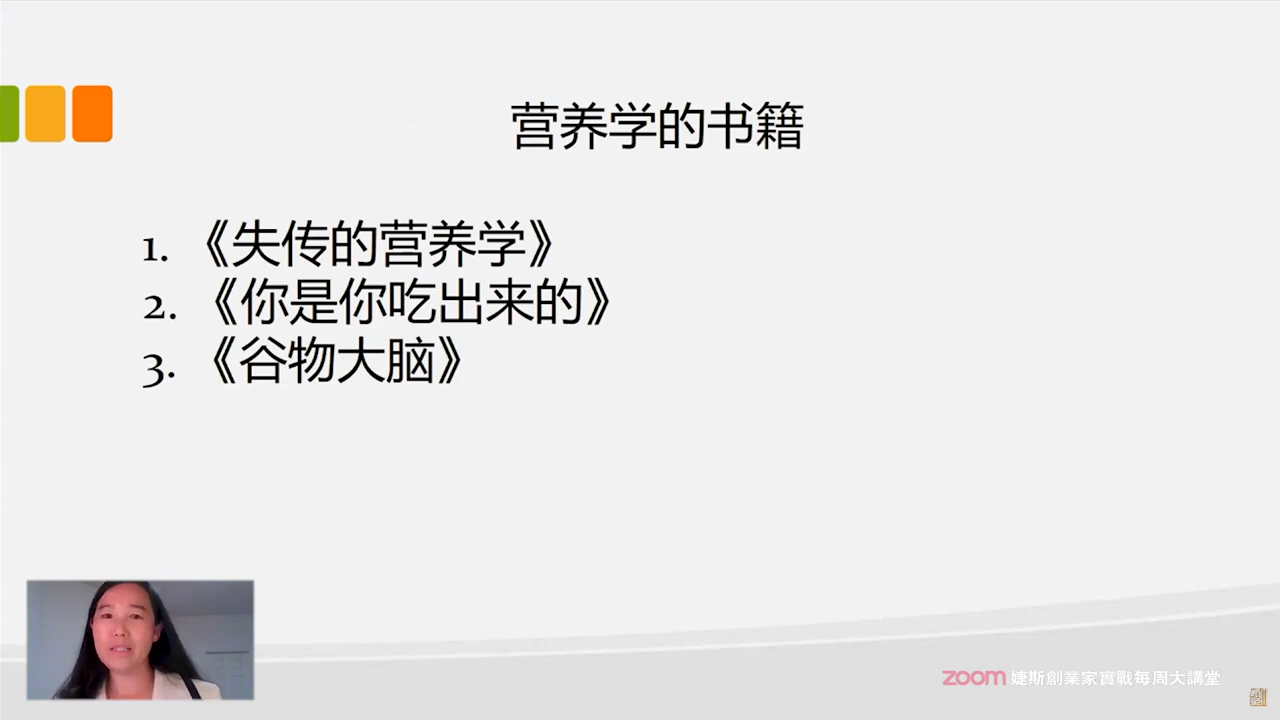 营养学的书籍
1. 《失传的营养学》
2. 《你是你吃出来的》
3. 《谷物大脑》
zoom 婕斯創業家實戰每周大講堂